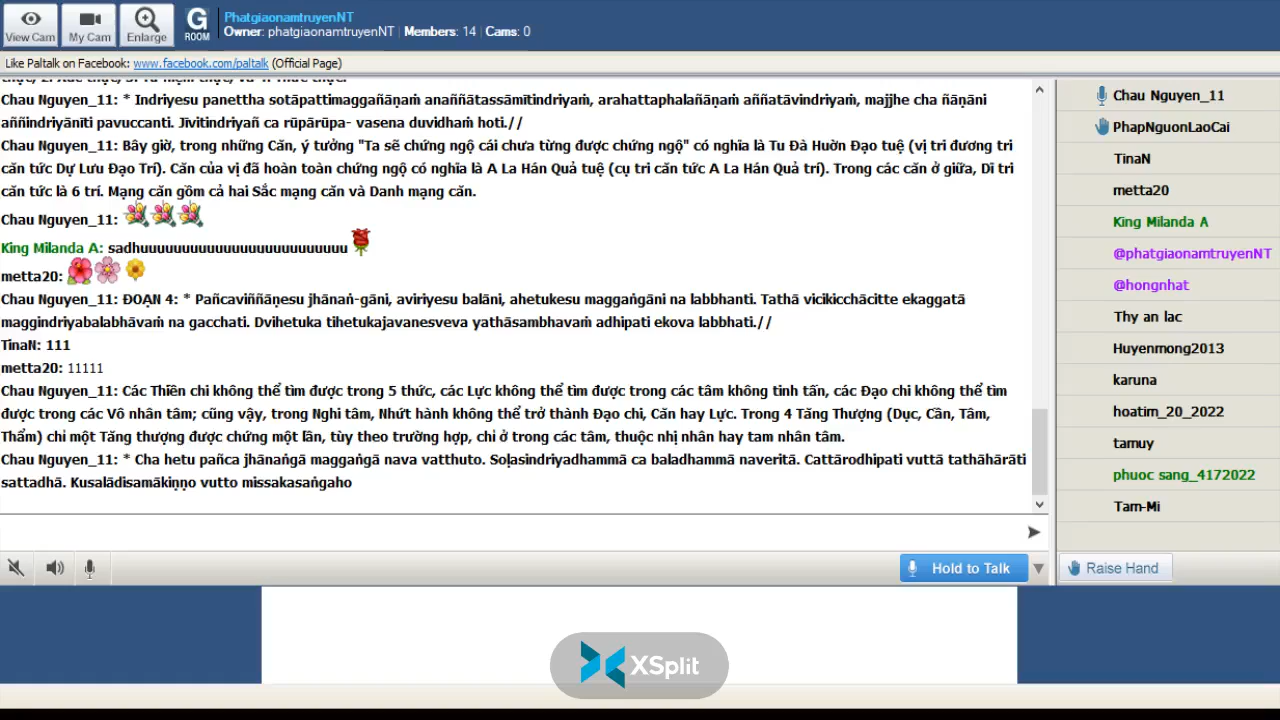 View Cam
My Cam
Enlarge
G
ROOM
PhatgiaonamtruyenNT
Owner: phatgiaonamtruyenNT | Members: 14 | Cams: 0
Like Paltalk on Facebook: www.facebook.com/paltalk (Official Page)
Chau Nguyen_11: * Indriyesu panettha sotāpattimaggañāṇaṁ anaññātassāmītindriyaṁ, arahattaphalañāṇaṁ aññatāvindriyaṁ, majjhe cha ñāṇāni
aññindriyānīti pavuccanti. Jīvitindriyañ ca rūpārūpa- vasena duvidhaṁ hoti.//
Chau Nguyen_11: Bây giờ, trong những Căn, ý tưởng "Ta sẽ chứng ngộ cái chưa từng được chứng ngộ" có nghĩa là Tu Đà Huờn Đạo tuệ (vị tri đương tri
căn tức Dự Lưu Đạo Trí). Căn của vị đã hoàn toàn chứng ngộ có nghĩa là A La Hán Quả tuệ (cụ tri căn tức A La Hán Quả trí). Trong các căn ở giữa, Dĩ tri
căn tức là 6 trí. Mạng căn gồm cả hai Sắc mạng căn và Danh mạng căn.
Chau Nguyen_11:
King Milanda A: sadhuuuuuuuuuuuuuuuuuuuuuuuu
metta20:
Chau Nguyen_11: ĐOẠN 4: * Pañcaviññāṇesu jhānaṅ-gāni, aviriyesu balāni, ahetukesu maggaṅgāni na labbhanti. Tathā vicikicchācitte ekaggatā
maggindriyabalabhāvaṁ na gacchati. Dvihetuka tihetukajavanesveva yathāsambhavaṁ adhipati ekova labbhati.//
TinaN: 111
metta20: 11111
Chau Nguyen_11: Các Thiền chi không thể tìm được trong 5 thức, các Lực không thể tìm được trong các tâm không tinh tấn, các Đạo chi không thể tìm
được trong các Vô nhân tâm; cũng vậy, trong Nghi tâm, Nhứt hành không thể trở thành Đạo chi, Căn hay Lực. Trong 4 Tăng Thượng (Dục, Cần, Tâm,
Thẩm) chỉ một Tăng thượng được chứng một lần, tùy theo trường hợp, chỉ ở trong các tâm, thuộc nhị nhân hay tam nhân tâm.
Chau Nguyen_11: * Cha hetu pañca jhānaṅgā maggaṅgā nava vatthuto. Soḷasindriyadhammā ca baladhammā naveritā. Cattārodhipati vuttā tathāhārāti
sattadhā. Kusalādisamākiṇṇo vutto missakasaṅgaho
Hold to Talk
Chau Nguyen_11
PhapNguonLaoCai
TinaN
metta20
King Milanda A
@phatgiaonamtruyenNT
@hongnhat
Thy an lac
Huyenmong2013
karuna
hoatim_20_2022
tamuy
phuoc sang_4172022
Tam-Mi
Raise Hand
XSplit